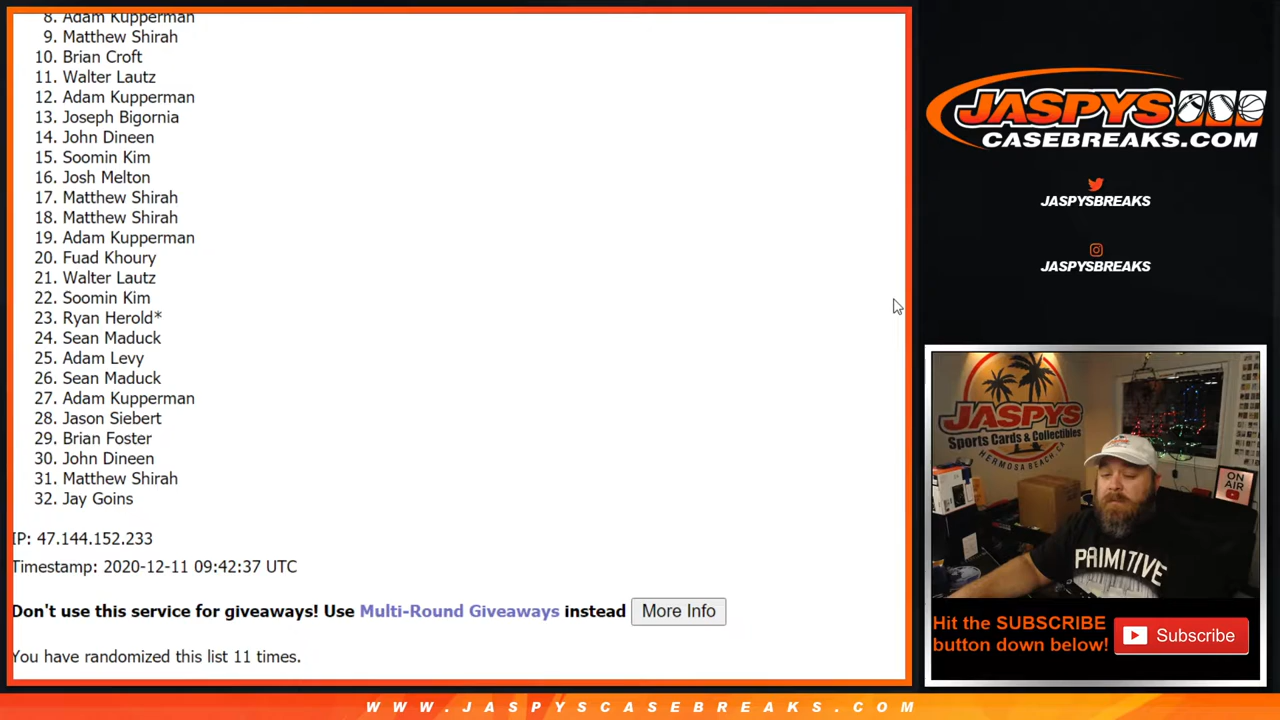 8. Adam Kupperman
9. Matthew Shirah
10. Brian Croft
11. Walter Lautz
12. Adam Kupperman
13. Joseph Bigornia
14. John Dineen
15. Soomin Kim
16. Josh Melton
17. Matthew Shirah
18. Matthew Shirah
19. Adam Kupperman
20. Fuad Khoury
21. Walter Lautz
22. Soomin Kim
23. Ryan Herold*
24. Sean Maduck
25. Adam Levy
26. Sean Maduck
27. Adam Kupperman
28. Jason Siebert
29. Brian Foster
30. John Dineen
31. Matthew Shirah
32. Jay Goins
IP: 47.144.152.233
Timestamp: 2020-12-11 09:42:37 UTC
Don't use this service for giveaways! Use Multi-Round Giveaways instead More Info
You have randomized this list 11 times.
JASPYS
CASEBREAKS.COM
JASPYSBREAKS
JASPYSBREAKS
JASPYS
Sports Cards & Collectibles
HERMOSA BEACH, CA
ON
AIR
PRIMITIVE
Hit the SUBSCRIBE
button down below!
Subscribe
WWW.JASPYSCASEBREAKS.COM